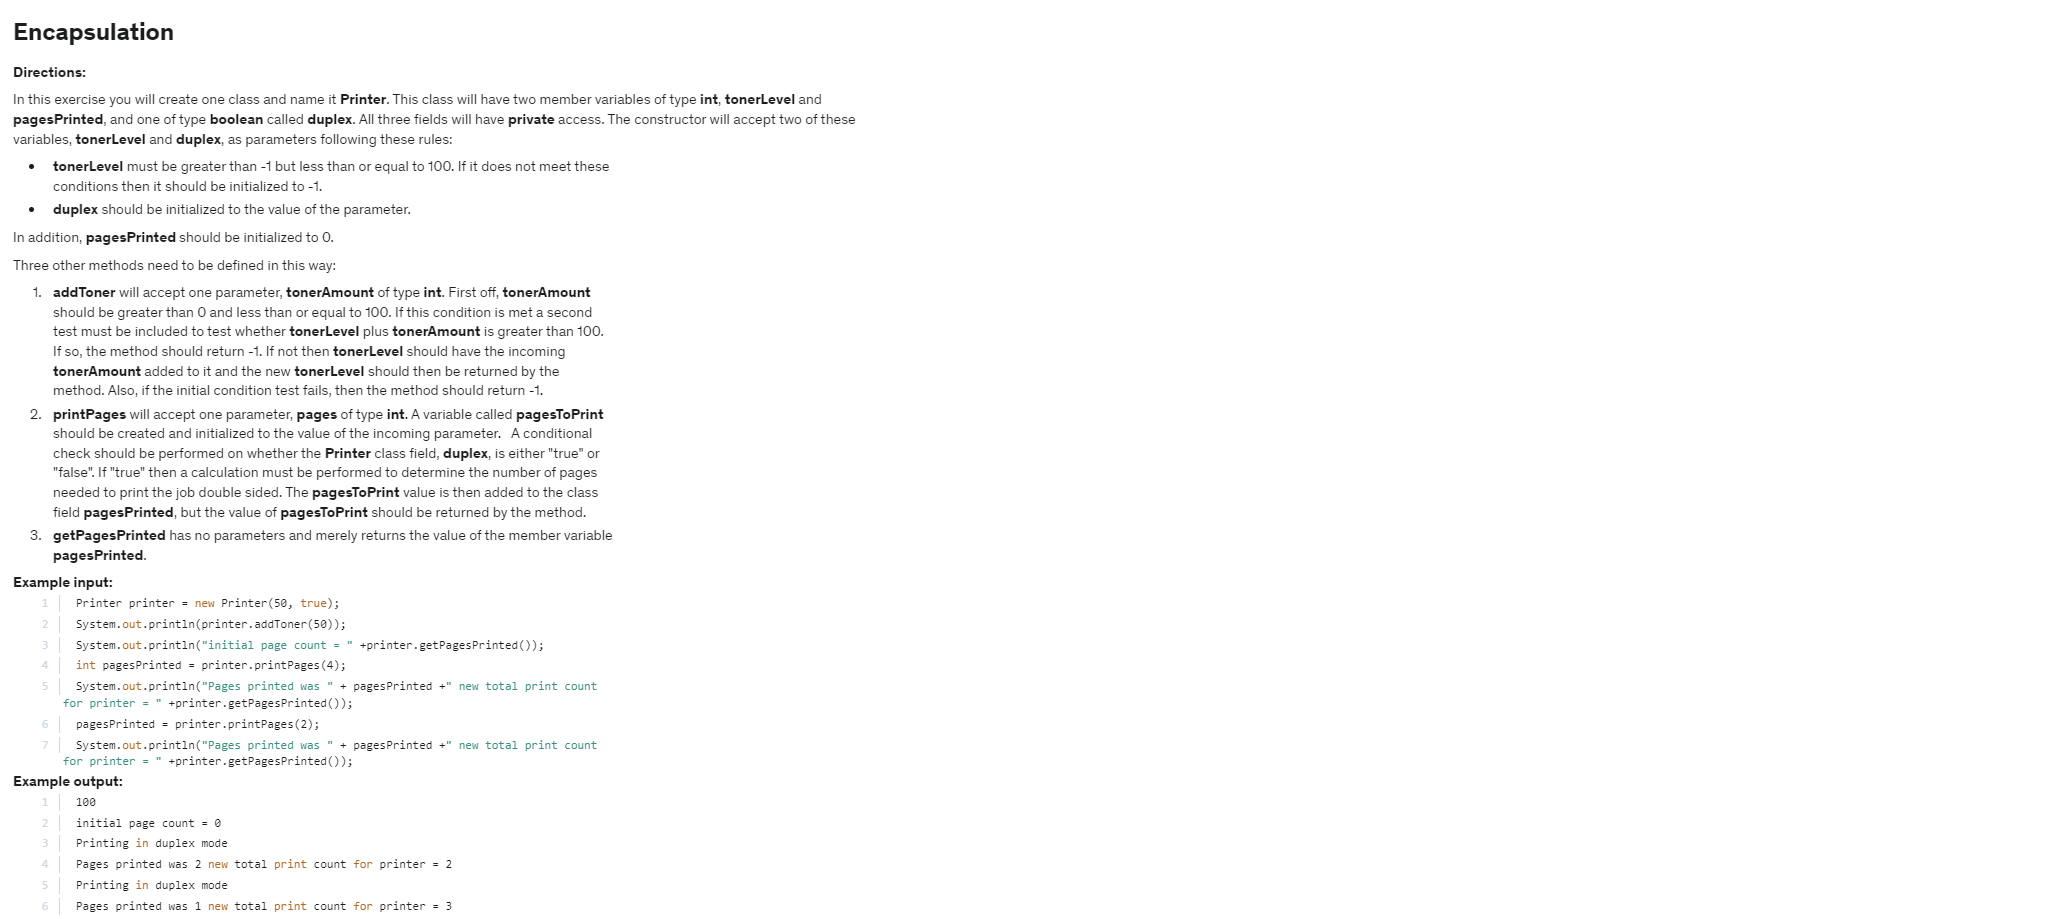 Encapsulation
Directions:
In this exercise you will create one class and name it Printer. This class will have two member variables of type int, tonerLevel and
pagesPrinted, and one of type boolean called duplex. All three fields will have private access. The constructor will accept two of these
variables, tonerLevel and duplex, as parameters following these rules:
• tonerLevel must be greater than -1 but less than or equal to 100. If it does not meet these
conditions then it should be initialized to -1.
• duplex should be initialized to the value of the parameter.
In addition, pagesPrinted should be initialized to 0.
Three other methods need to be defined in this way:
1. addToner will accept one parameter, tonerAmount of type int. First off, tonerAmount
should be greater than 0 and less than or equal to 100. If this condition is met a second
test must be included to test whether tonerLevel plus tonerAmount is greater than 100.
If so, the method should return -1. If not then tonerLevel should have the incoming
tonerAmount added to it and the new tonerLevel should then be returned by the
method. Also, if the initial condition test fails, then the method should return -1.
2. printPages will accept one parameter, pages of type int. A variable called pagesToPrint
should be created and initialized to the value of the incoming parameter. A conditional
check should be performed on whether the Printer class field, duplex, is either "true" or
"false". If "true" then a calculation must be performed to determine the number of pages
needed to print the job double sided. The pagesToPrint value is then added to the class
field pagesPrinted, but the value of pagesToPrint should be returned by the method.
3. getPagesPrinted has no parameters and merely returns the value of the member variable
pagesPrinted.
Example input:
1 Printer printer = new Printer(50, true);
2 System.out.println(printer.addToner(50));
3 System.out.println("initial page count = " +printer.getPagesPrinted());
4 int pagesPrinted = printer.printPages(4);
5 System.out.println("Pages printed was " + pagesPrinted +" new total print count
for printer = " +printer.getPagesPrinted());
6 pagesPrinted = printer.printPages(2);
7 System.out.println("Pages printed was " + pagesPrinted +" new total print count
for printer = " +printer.getPagesPrinted());
Example output:
1 100
2 initial page count = 0
3 Printing in duplex mode
4 Pages printed was 2 new total print count for printer = 2
5 Printing in duplex mode
6 Pages printed was 1 new total print count for printer = 3